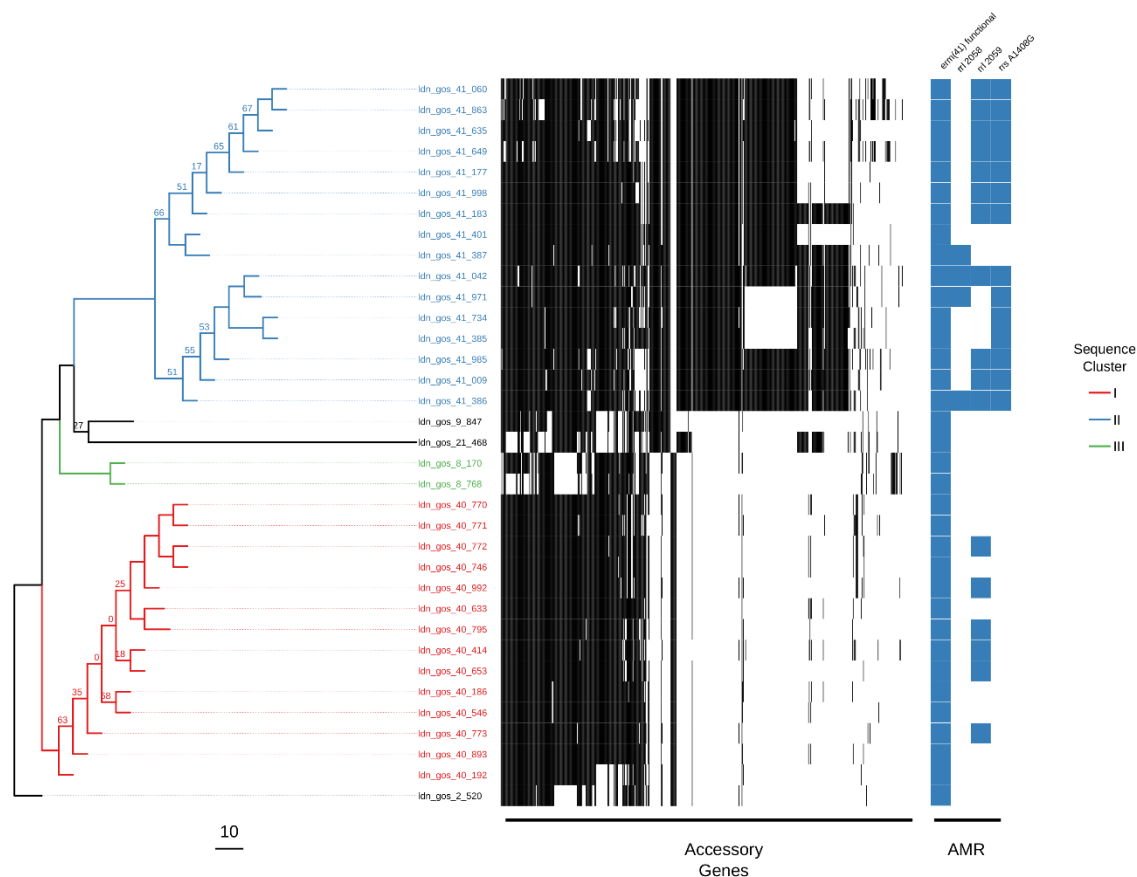 erm(41) functional
rrl 2058
rrl 2059
rrs A1408G
ldn_gos_41_060
67
ldn_gos_41_863
61
ldn_gos_41_635
65
ldn_gos_41_649
17
ldn_gos_41_177
51
ldn_gos_41_998
66
ldn_gos_41_183
ldn_gos_41_401
ldn_gos_41_387
ldn_gos_41_042
ldn_gos_41_971
ldn_gos_41_734
53
ldn_gos_41_385
55
ldn_gos_41_985
51
ldn_gos_41_009
ldn_gos_41_386
27
ldn_gos_9_847
ldn_gos_21_468
ldn_gos_8_170
ldn_gos_8_768
ldn_gos_40_770
ldn_gos_40_771
ldn_gos_40_772
ldn_gos_40_746
25
ldn_gos_40_992
ldn_gos_40_633
0
ldn_gos_40_795
18
ldn_gos_40_414
0
ldn_gos_40_653
35
58
ldn_gos_40_186
63
ldn_gos_40_546
ldn_gos_40_773
ldn_gos_40_893
ldn_gos_40_192
ldn_gos_2_520
10
Accessory
Genes
AMR
Sequence
Cluster
I
II
III